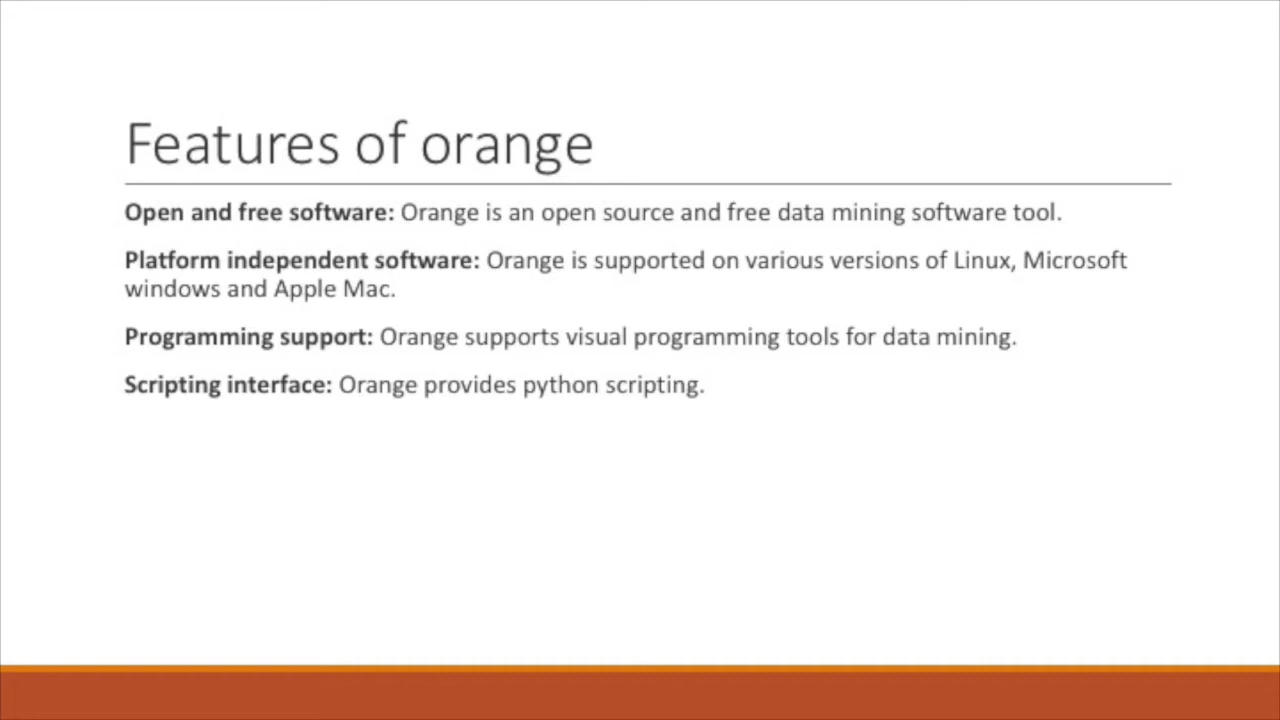 Features of orange
Open and free software: Orange is an open source and free data mining software tool.
Platform independent software: Orange is supported on various versions of Linux, Microsoft
windows and Apple Mac.
Programming support: Orange supports visual programming tools for data mining.
Scripting interface: Orange provides python scripting.